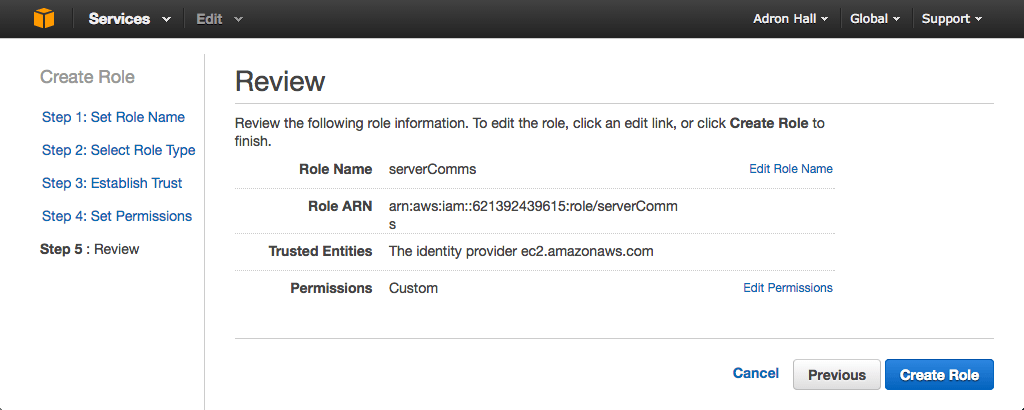 Services Edit Adron Hall Global Support
Create Role
Step 1: Set Role Name
Step 2: Select Role Type
Step 3: Establish Trust
Step 4: Set Permissions
Step 5 : Review
Review
Review the following role information. To edit the role, click an edit link, or click Create Role to
finish.
Role Name serverComms Edit Role Name
Role ARN arn:aws:iam::621392439615:role/serverComm
s
Trusted Entities The identity provider ec2.amazonaws.com
Permissions Custom Edit Permissions
Cancel Previous Create Role